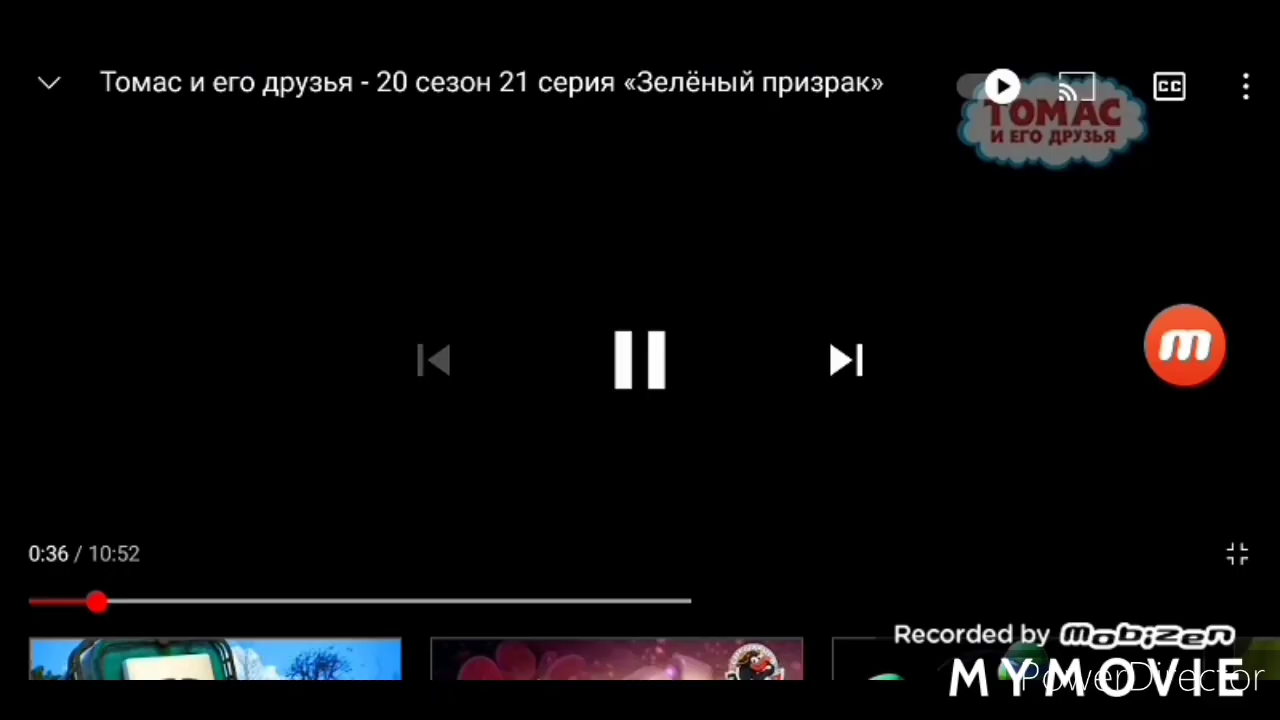 Томас и его друзья - 20 сезон 21 серия «Зелёный призрак»
CC
ТОМАС
И ЕГО ДРУЗЬЯ
m
0:36 / 10:52
Recorded by mobizen
MYMOVIE
PowerDirector